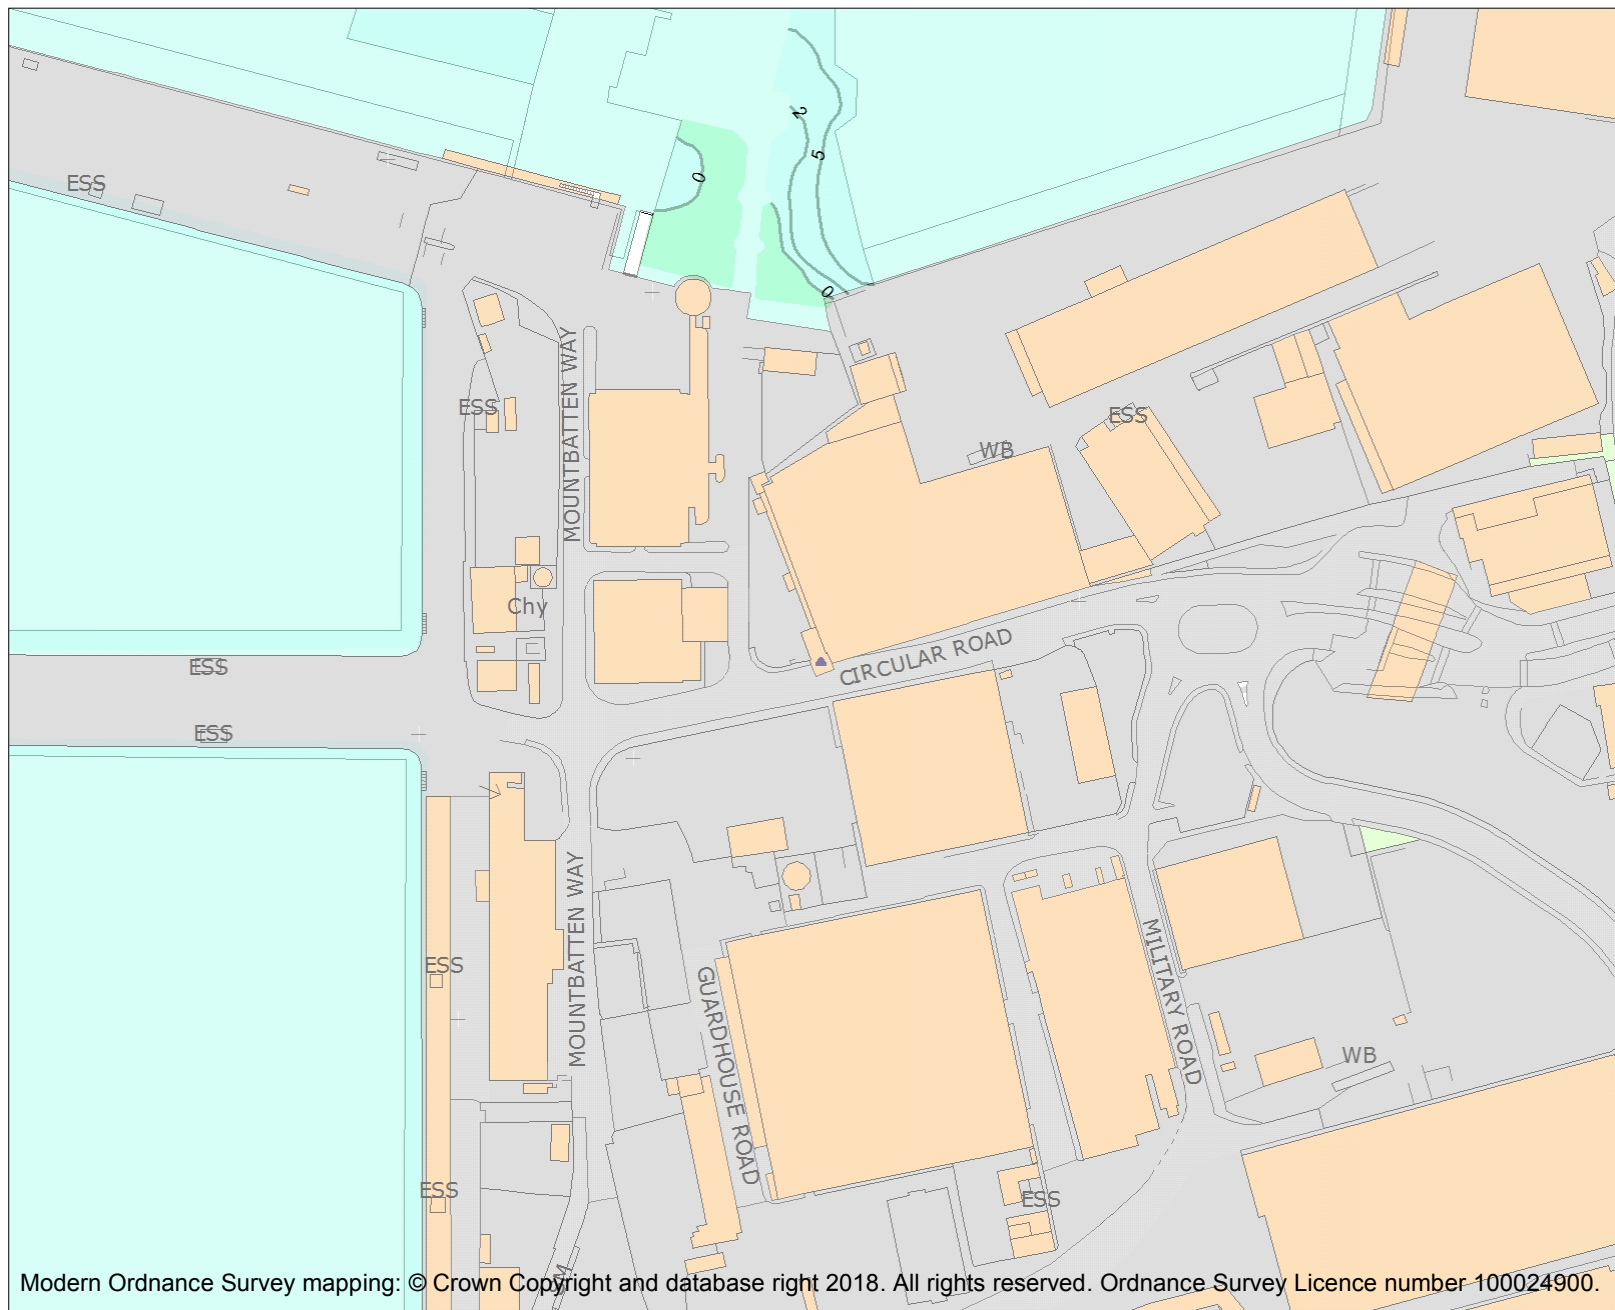 2
5
0
0
ESS
MOUNTBATTEN WAY
ESS
ESS
WB
Chy
CIRCULAR ROAD
ESS
ESS
MOUNTBATTEN WAY
ESS
GUARDHOUSE ROAD
MILITARY ROAD
WB
ESS
ESS
Modern Ordnance Survey mapping: © Crown Copyright and database right 2018. All rights reserved. Ordnance Survey Licence number 100024900.